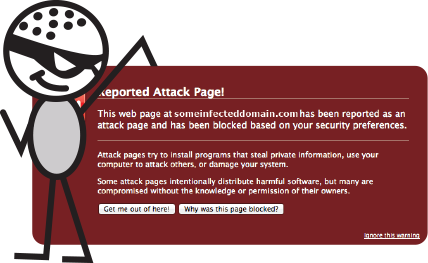 Reported Attack Page!
This web page at someinfecteddomain.com has been reported as an
attack page and has been blocked based on your security preferences.
Attack pages try to install programs that steal private information, use your
computer to attack others, or damage your system.
Some attack pages intentionally distribute harmful software, but many are
compromised without the knowledge or permission of their owners.
Get me out of here! Why was this page blocked?
Ignore this warning